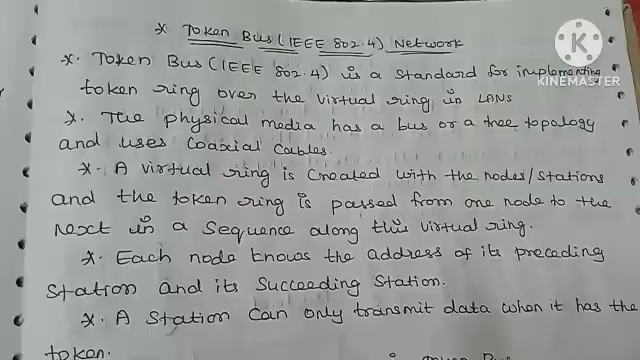 * Token Bus (IEEE 802.4) Network
*. Token Bus (IEEE 802.4) is a standard for implementing
token ring over the virtual ring in LANs
*. The physical media has a bus or a tree topology
and uses coaxial cables.
*. A virtual ring is created with the nodes/stations
and the token ring is passed from one node to the
next in a sequence along this virtual ring.
*. Each node knows the address of its preceding
station and its succeeding station.
*. A station can only transmit data when it has the
token.
KINEMASTER